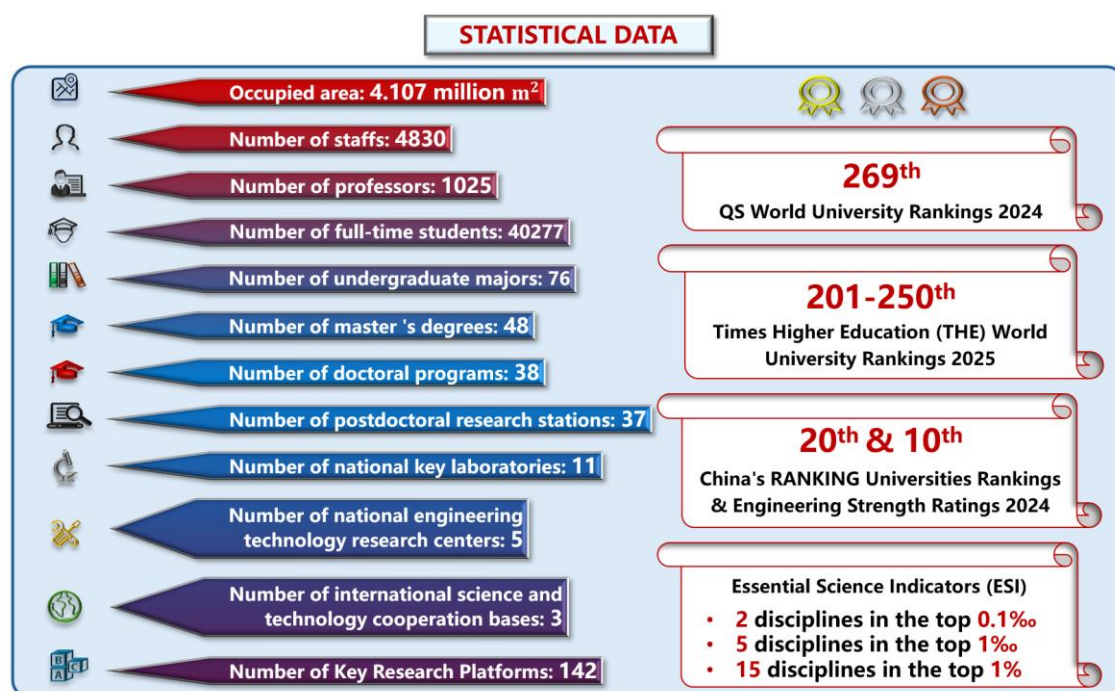 STATISTICAL DATA
Occupied area: 4.107 million m²
Number of staffs: 4830
Number of professors: 1025
Number of full-time students: 40277
Number of undergraduate majors: 76
Number of master 's degrees: 48
Number of doctoral programs: 38
Number of postdoctoral research stations: 37
Number of national key laboratories: 11
Number of national engineering
technology research centers: 5
Number of international science and
technology cooperation bases: 3
Number of Key Research Platforms: 142
269th
QS World University Rankings 2024
201-250th
Times Higher Education (THE) World
University Rankings 2025
20th & 10th
China's RANKING Universities Rankings
& Engineering Strength Ratings 2024
Essential Science Indicators (ESI)
• 2 disciplines in the top 0.1‰
• 5 disciplines in the top 1‰
• 15 disciplines in the top 1%
B
A
C